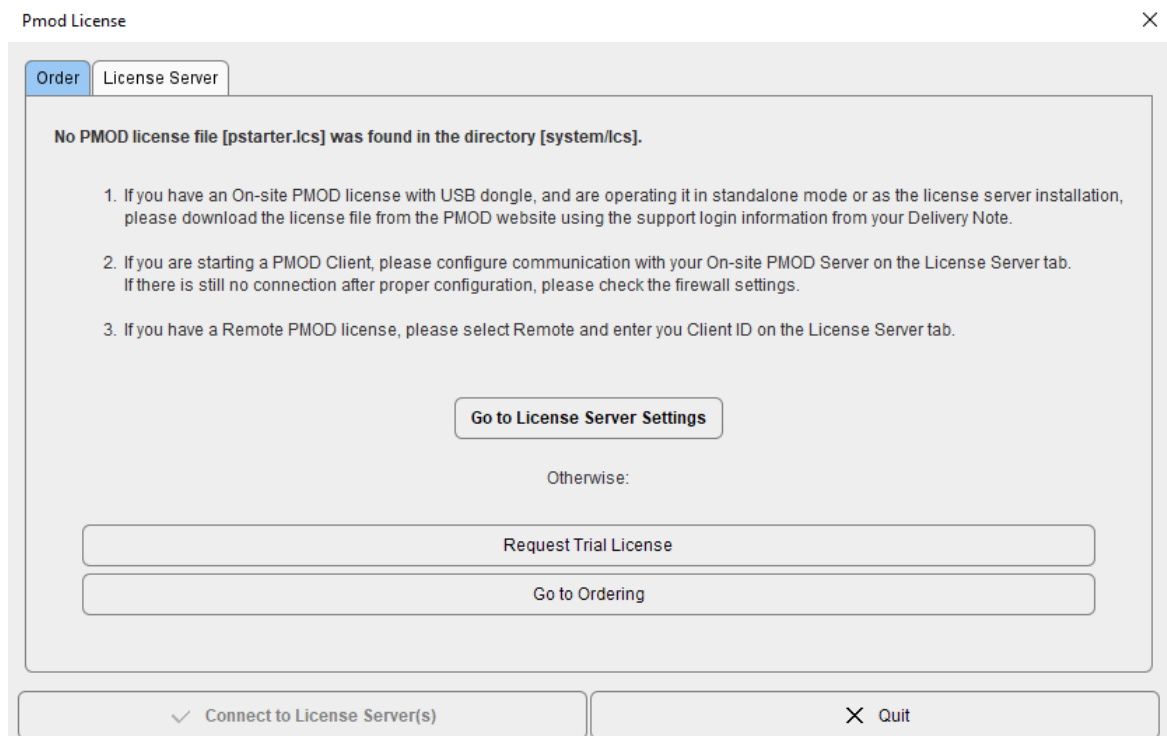 Pmod License
Order
License Server
No PMOD license file [pstarter.lcs] was found in the directory [system/lcs].
1. If you have an On-site PMOD license with USB dongle, and are operating it in standalone mode or as the license server installation,
please download the license file from the PMOD website using the support login information from your Delivery Note.
2. If you are starting a PMOD Client, please configure communication with your On-site PMOD Server on the License Server tab.
If there is still no connection after proper configuration, please check the firewall settings.
3. If you have a Remote PMOD license, please select Remote and enter you Client ID on the License Server tab.
Go to License Server Settings
Otherwise:
Request Trial License
Go to Ordering
Connect to License Server(s)
Quit